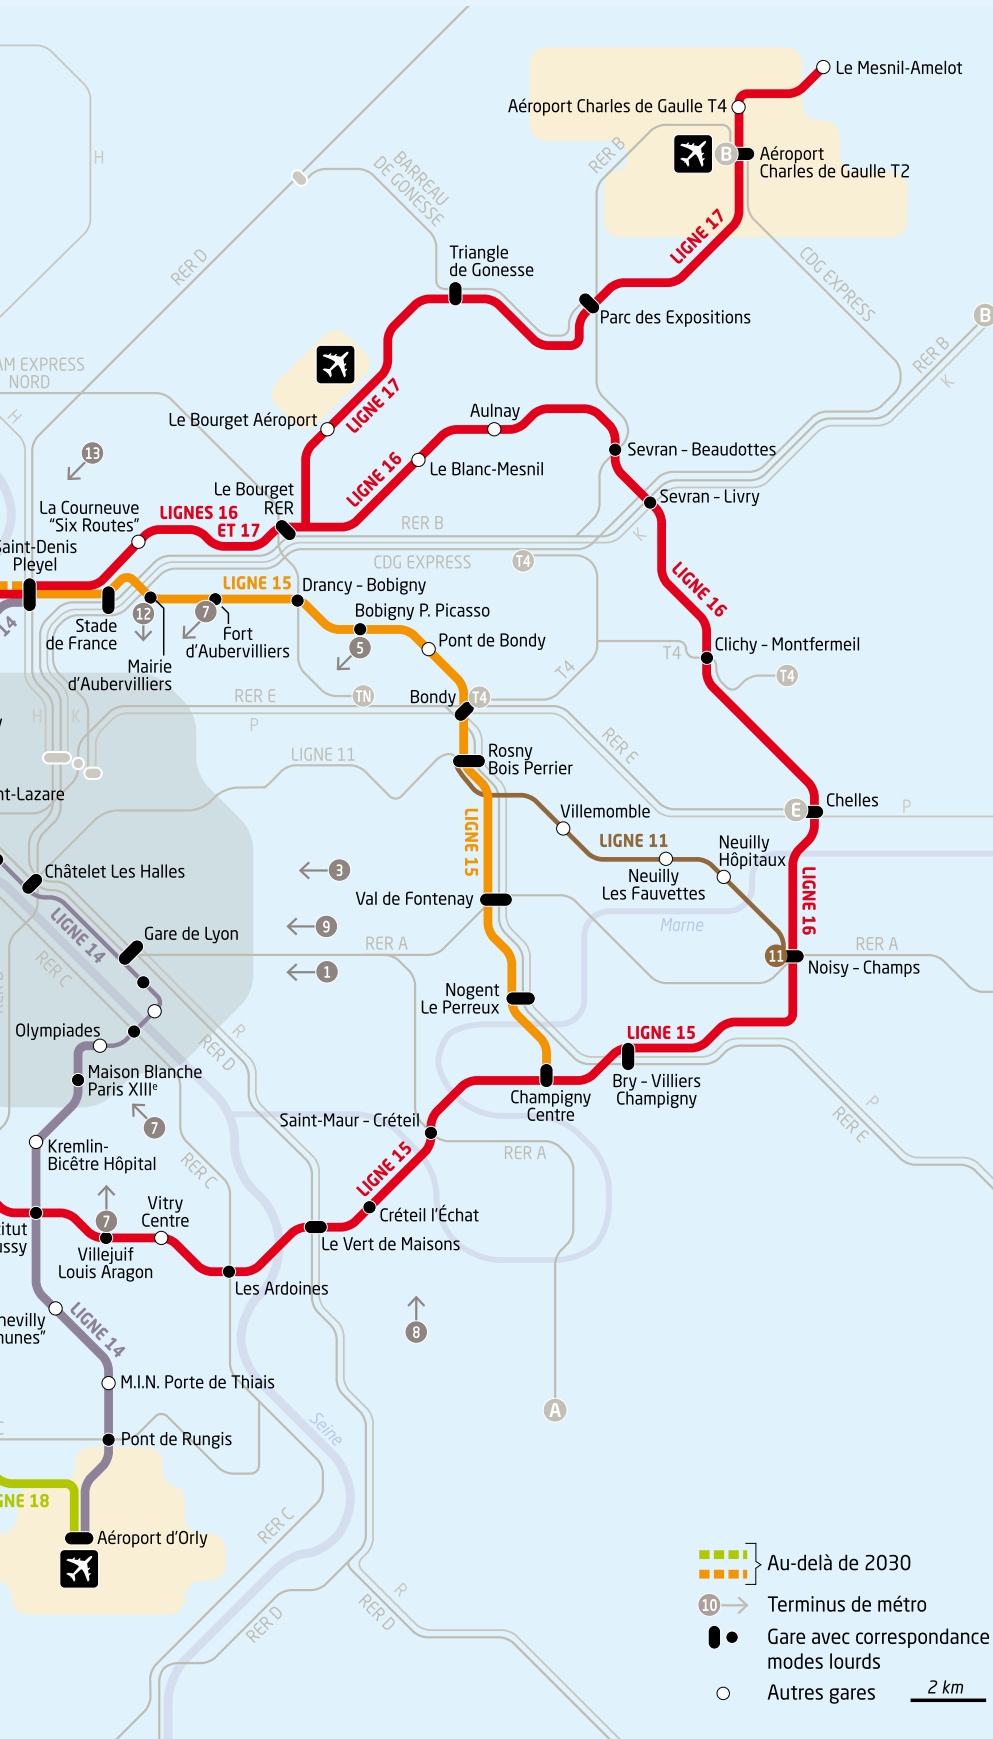 Le Mesnil-Amelot
Aéroport Charles de Gaulle T4
RER B
B
Aéroport
Charles de Gaulle T2
H
BARREAU
DE GONESSE
RER D
LIGNE 17
Triangle
de Gonesse
CDG EXPRESS
Parc des Expositions
B
RER B
K
AM EXPRESS
NORD
H
Le Bourget Aéroport
LIGNE 17
Aulnay
13
LIGNE 16
Le Blanc-Mesnil
Sevran – Beaudottes
Le Bourget
RER
Sevran – Livry
La Courneuve
"Six Routes"
LIGNES 16
ET 17
RER B
K
Saint-Denis
Pleyel
CDG EXPRESS
T4
14
LIGNE 15
Drancy – Bobigny
LIGNE 16
12
7
Bobigny P. Picasso
Stade
de France
Fort
d'Aubervilliers
5
Pont de Bondy
Clichy – Montfermeil
Mairie
d'Aubervilliers
T4
T4
T4
RER E
TN
Bondy
T4
H
K
P
RER E
LIGNE 11
Rosny
Bois Perrier
nt-Lazare
Villemomble
E
Chelles
P
LIGNE 15
LIGNE 11
Neuilly
Hôpitaux
Châtelet Les Halles
3
Neuilly
Les Fauvettes
LIGNE 16
Val de Fontenay
LIGNE 14
Gare de Lyon
9
Marne
RER A
RER A
11
Noisy – Champs
RER C
1
Nogent
Le Perreux
Olympiades
R
RER D
LIGNE 15
Maison Blanche
Paris XIIIe
Bry – Villiers
Champigny
Champigny
Centre
7
Saint-Maur – Créteil
P
RER E
Kremlin-
Bicêtre Hôpital
RER C
RER A
LIGNE 15
Vitry
Centre
7
Créteil l'Échat
titut
ussy
Villejuif
Louis Aragon
Le Vert de Maisons
Les Ardoines
nevilly
munes"
LIGNE 14
8
M.I.N. Porte de Thiais
A
Seine
Pont de Rungis
GNE 18
Aéroport d'Orly
RER C
Au-delà de 2030
R
RER D
RER D
10
Terminus de métro
Gare avec correspondance
modes lourds
Autres gares
2 km